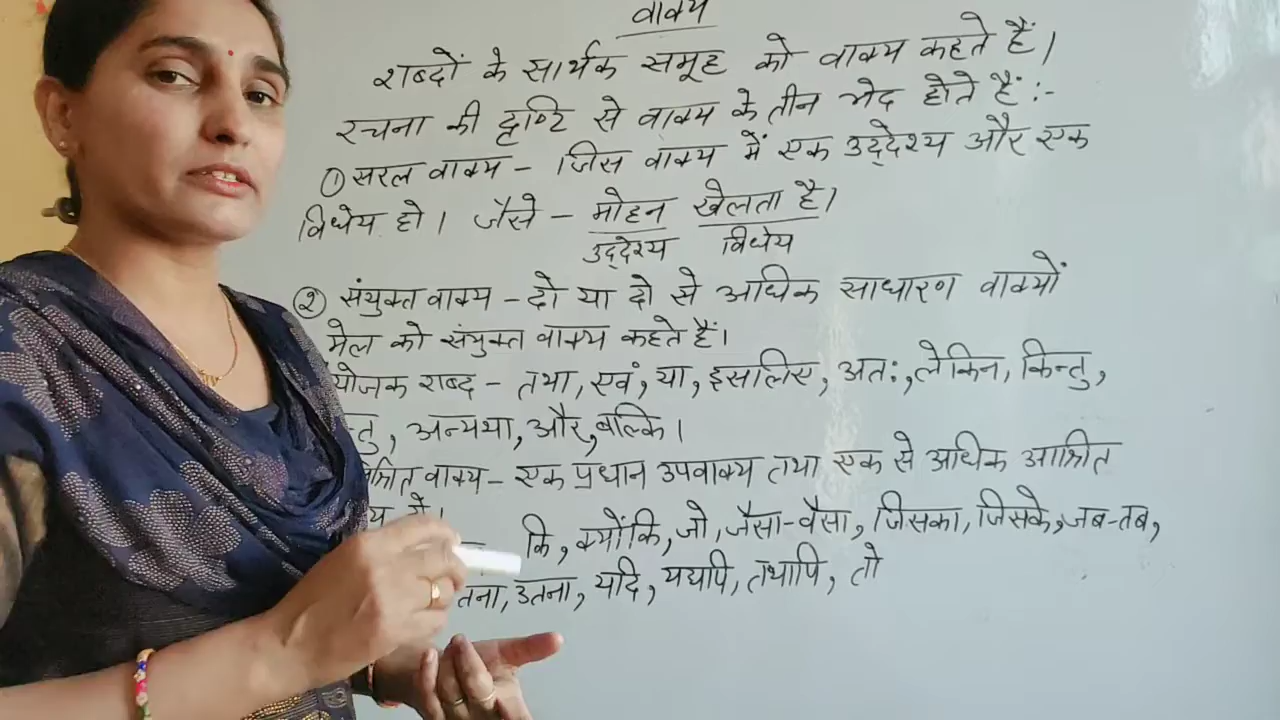 वाक्य
शब्दों के सार्थक समूह को वाक्य कहते हैं।
रचना की दृष्टि से वाक्य के तीन भेद होते हैं:-
① सरल वाक्य - जिस वाक्य में एक उद्देश्य और एक
विधेय हो। जैसे - मोहन खेलता है।
उद्देश्य विधेय
② संयुक्त वाक्य - दो या दो से अधिक साधारण वाक्यों
मेल को संयुक्त वाक्य कहते हैं।
योजक शब्द - तथा, एवं, या, इसलिए, अतः, लेकिन, किन्तु,
न्तु, अन्यथा, और, बल्कि।
श्रित वाक्य - एक प्रधान उपवाक्य तथा एक से अधिक आश्रित
कि, क्योंकि, जो, जैसा-वैसा, जिसका, जिसके, जब-तब,
तना, उतना, यदि, यद्यपि, तथापि, तो